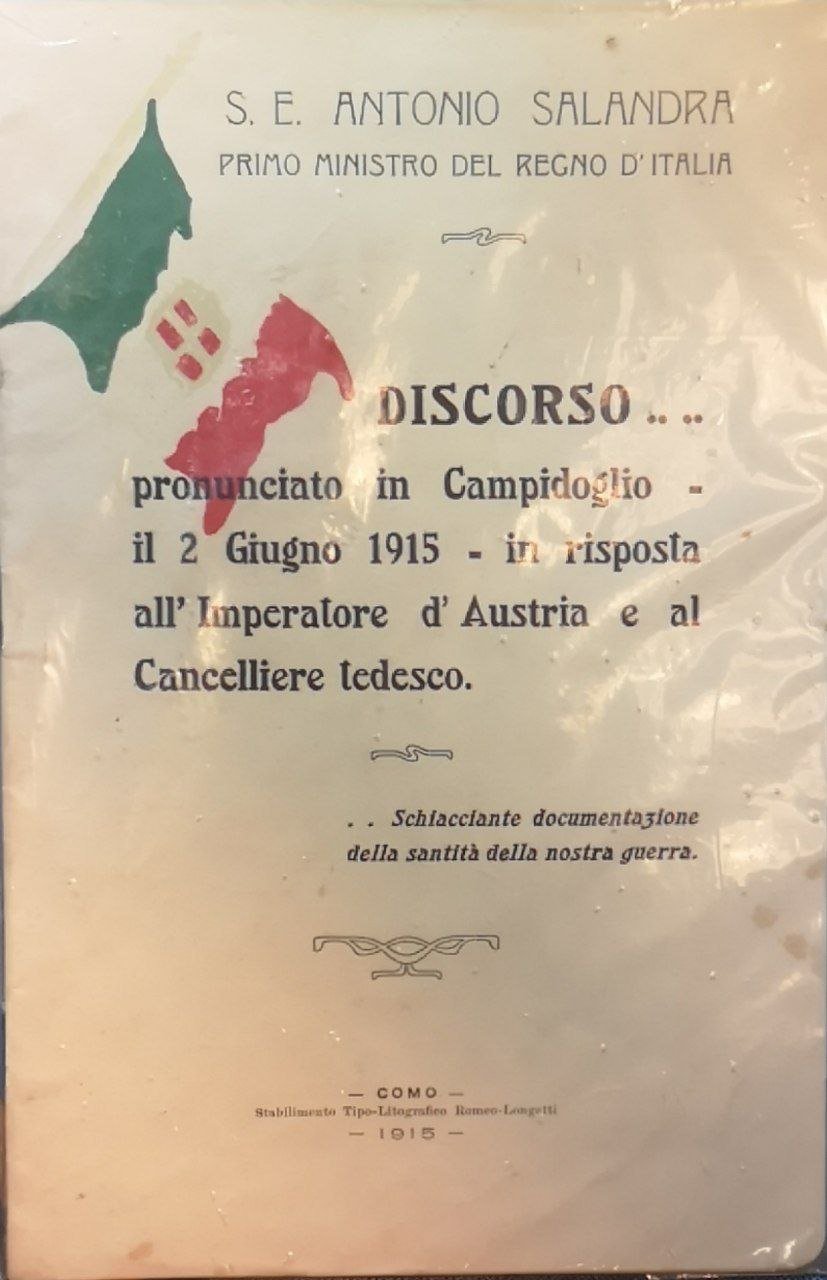 S. E. ANTONIO SALANDRA
PRIMO MINISTRO DEL REGNO D'ITALIA
DISCORSO .. ..
pronunciato in Campidoglio -
il 2 Giugno 1915 - in risposta
all' Imperatore d' Austria e al
Cancelliere tedesco.
. . Schiacciante documentazione
della santità della nostra guerra.
— COMO —
Stabilimento Tipo-Litografico Romeo-Longatti
— 1915 —